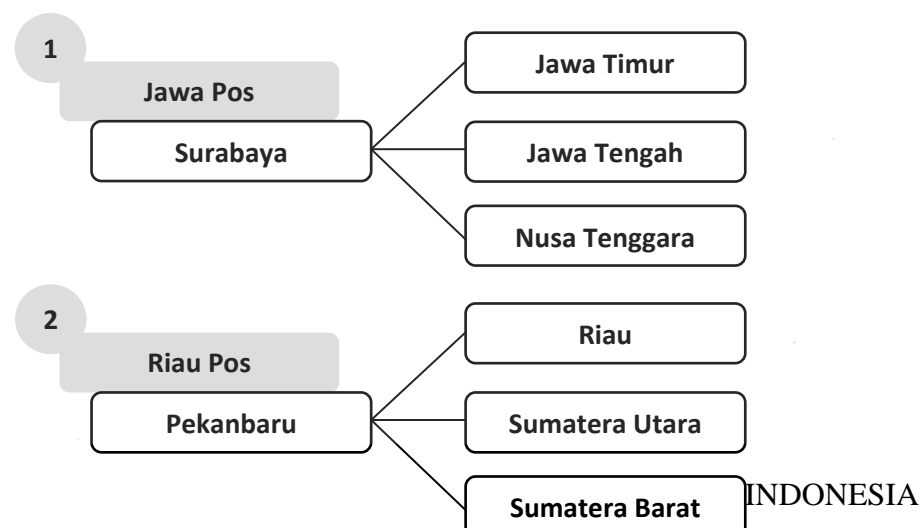 1
Jawa Pos
Surabaya
Jawa Timur
Jawa Tengah
Nusa Tenggara
2
Riau Pos
Pekanbaru
Riau
Sumatera Utara
Sumatera Barat
INDONESIA